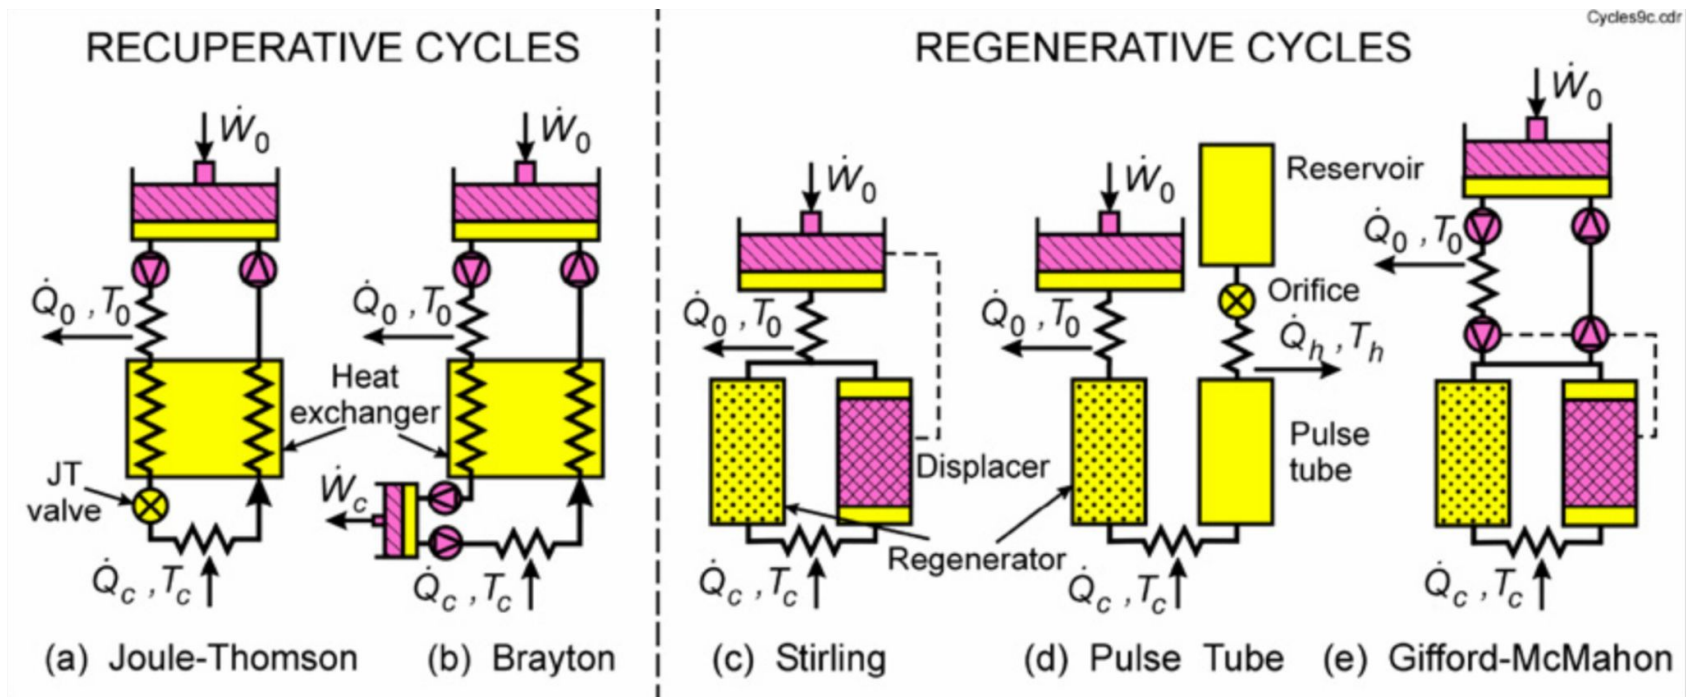 Cycles9c.cdr
RECUPERATIVE CYCLES
REGENERATIVE CYCLES
Ẇ0
Ẇ0
Ẇ0
Ẇ0
Ẇ0
Reservoir
Orifice
Q̇0 , T0
Q̇0 , T0
Q̇0 , T0
Q̇0 , T0
Q̇0 , T0
Q̇h , Th
Heat
exchanger
JT
valve
Ẇc
Displacer
Pulse
tube
Regenerator
Q̇c , Tc
Q̇c , Tc
Q̇c , Tc
Q̇c , Tc
Q̇c , Tc
(a) Joule-Thomson
(b) Brayton
(c) Stirling
(d) Pulse Tube
(e) Gifford-McMahon